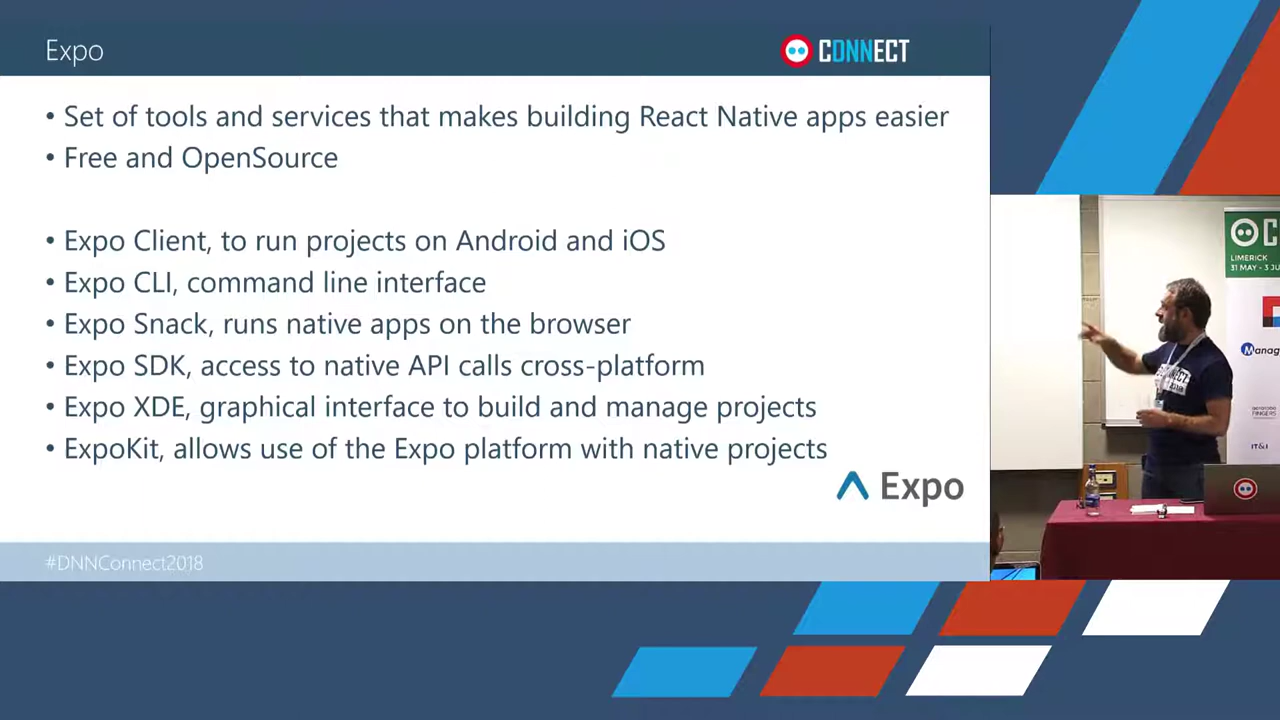 Expo
CONNECT
• Set of tools and services that makes building React Native apps easier
• Free and OpenSource
• Expo Client, to run projects on Android and iOS
• Expo CLI, command line interface
• Expo Snack, runs native apps on the browser
• Expo SDK, access to native API calls cross-platform
• Expo XDE, graphical interface to build and manage projects
• ExpoKit, allows use of the Expo platform with native projects
Expo
#DNNConnect2018
LIMERICK
31 MAY - 3 JU
Manag
FINGERS
IT&I